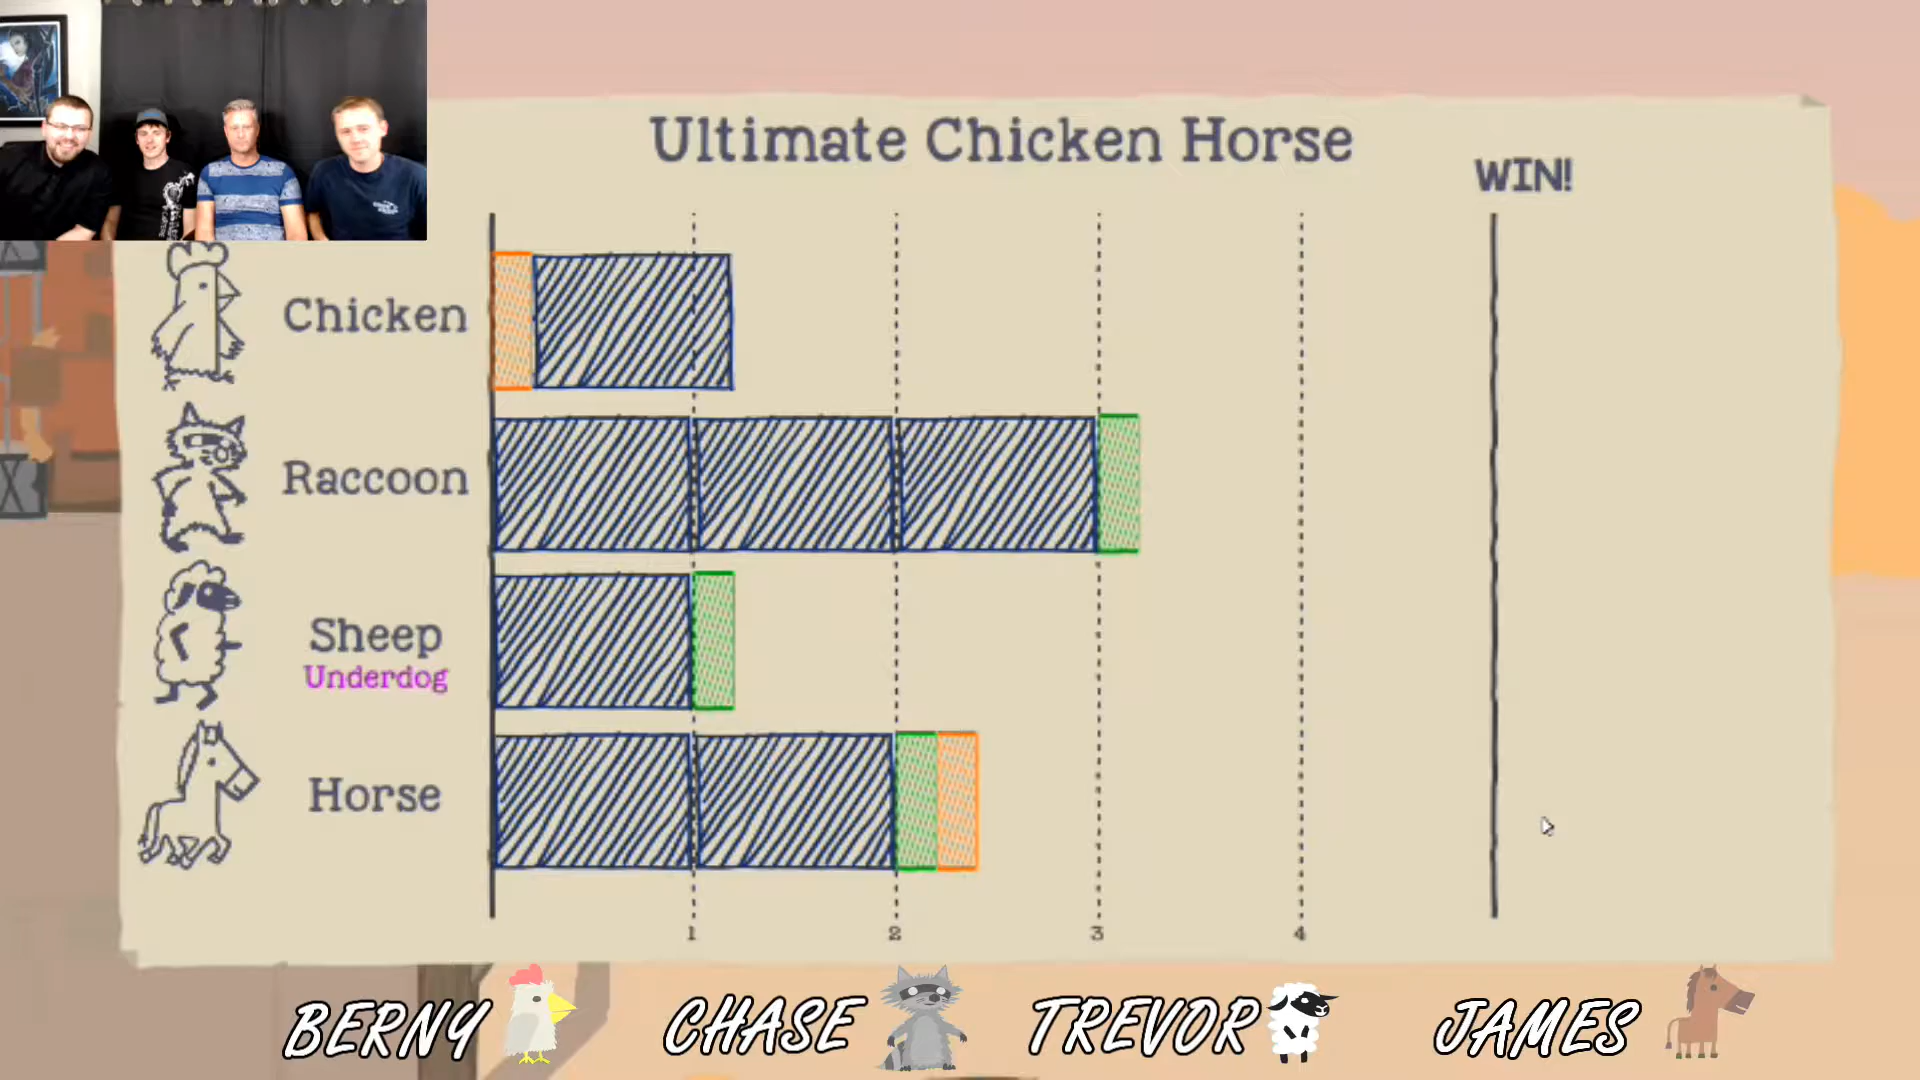 Ultimate Chicken Horse
WIN!
Chicken
Raccoon
Sheep
Underdog
Horse
1 2 3 4
BERNY CHASE TREVOR JAMES